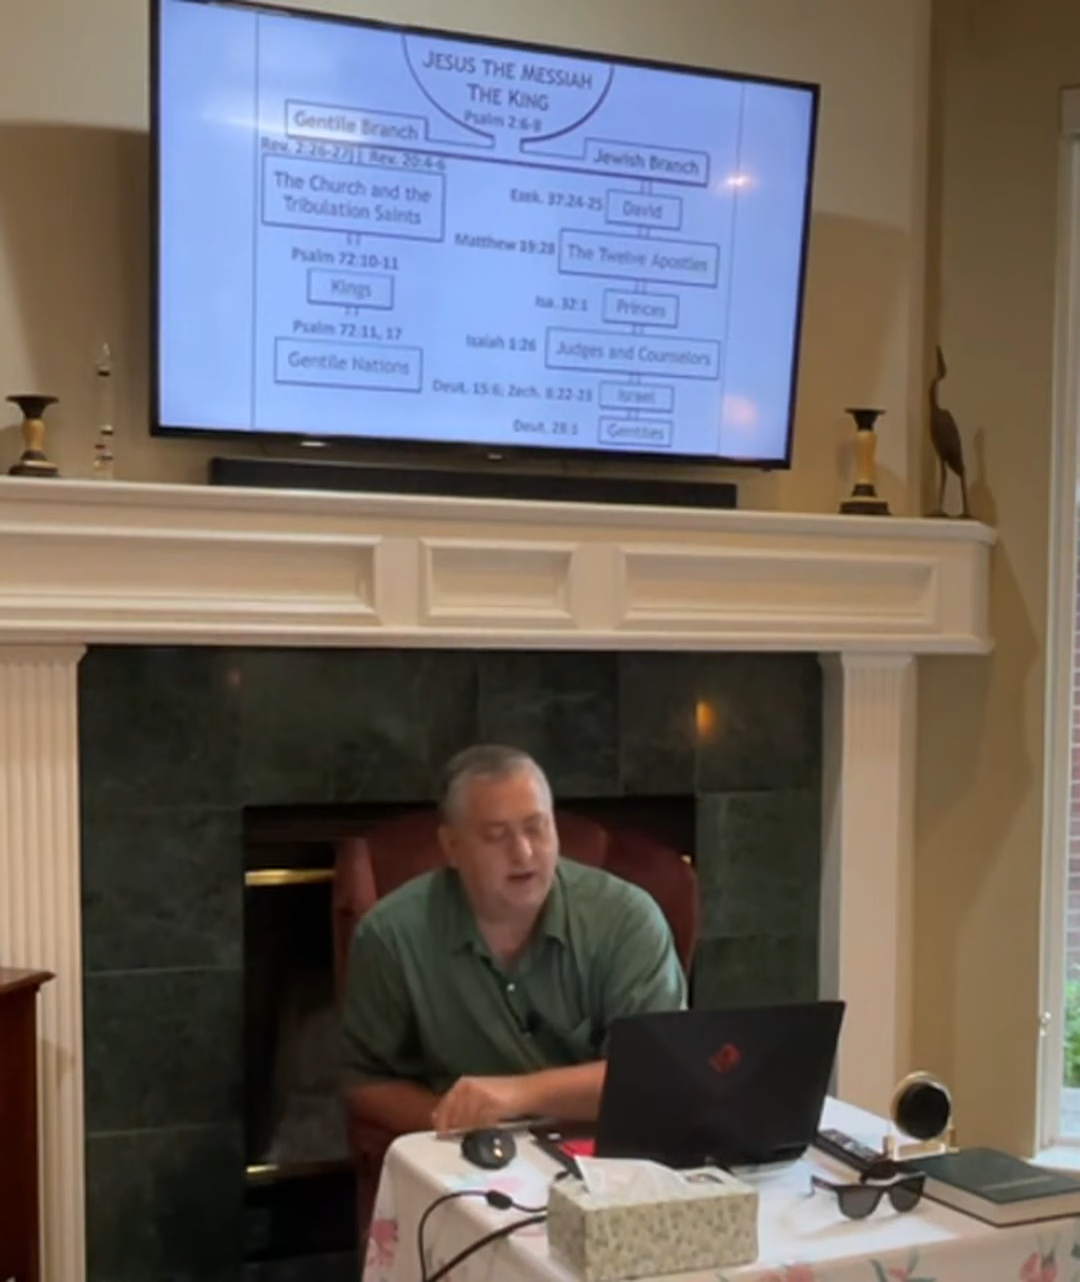 JESUS THE MESSIAH
THE KING
Psalm 2:6-8
Gentile Branch
Rev. 2:26-27; Rev. 20:4-6
The Church and the
Tribulation Saints
Psalm 72:10-11
Kings
Psalm 72:11, 17
Gentile Nations
Jewish Branch
Ezek. 37:24-25
David
Matthew 19:28
The Twelve Apostles
Isa. 32:1
Princes
Isaiah 1:26
Judges and Counselors
Deut. 15:6; Zech. 8:22-23
Israel
Deut. 28:1
Gentiles